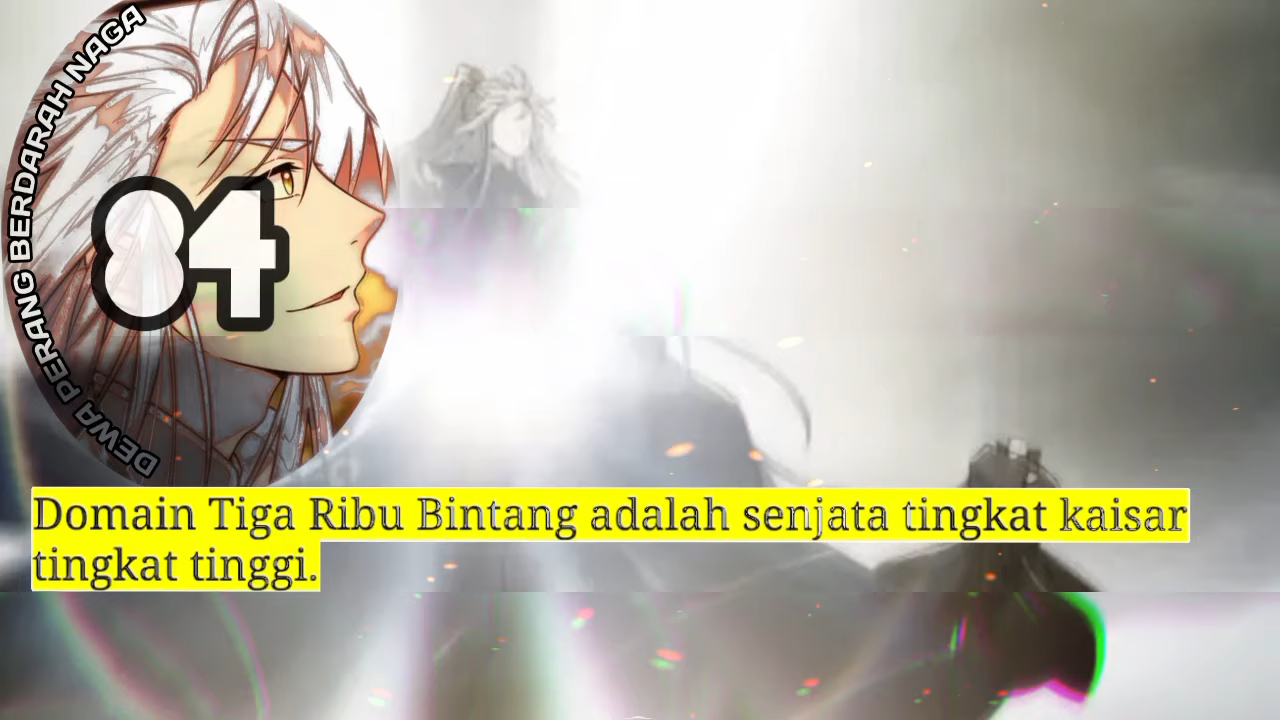 DEWA PERANG BERDARAH NAGA
84
Domain Tiga Ribu Bintang adalah senjata tingkat kaisar
tingkat tinggi.